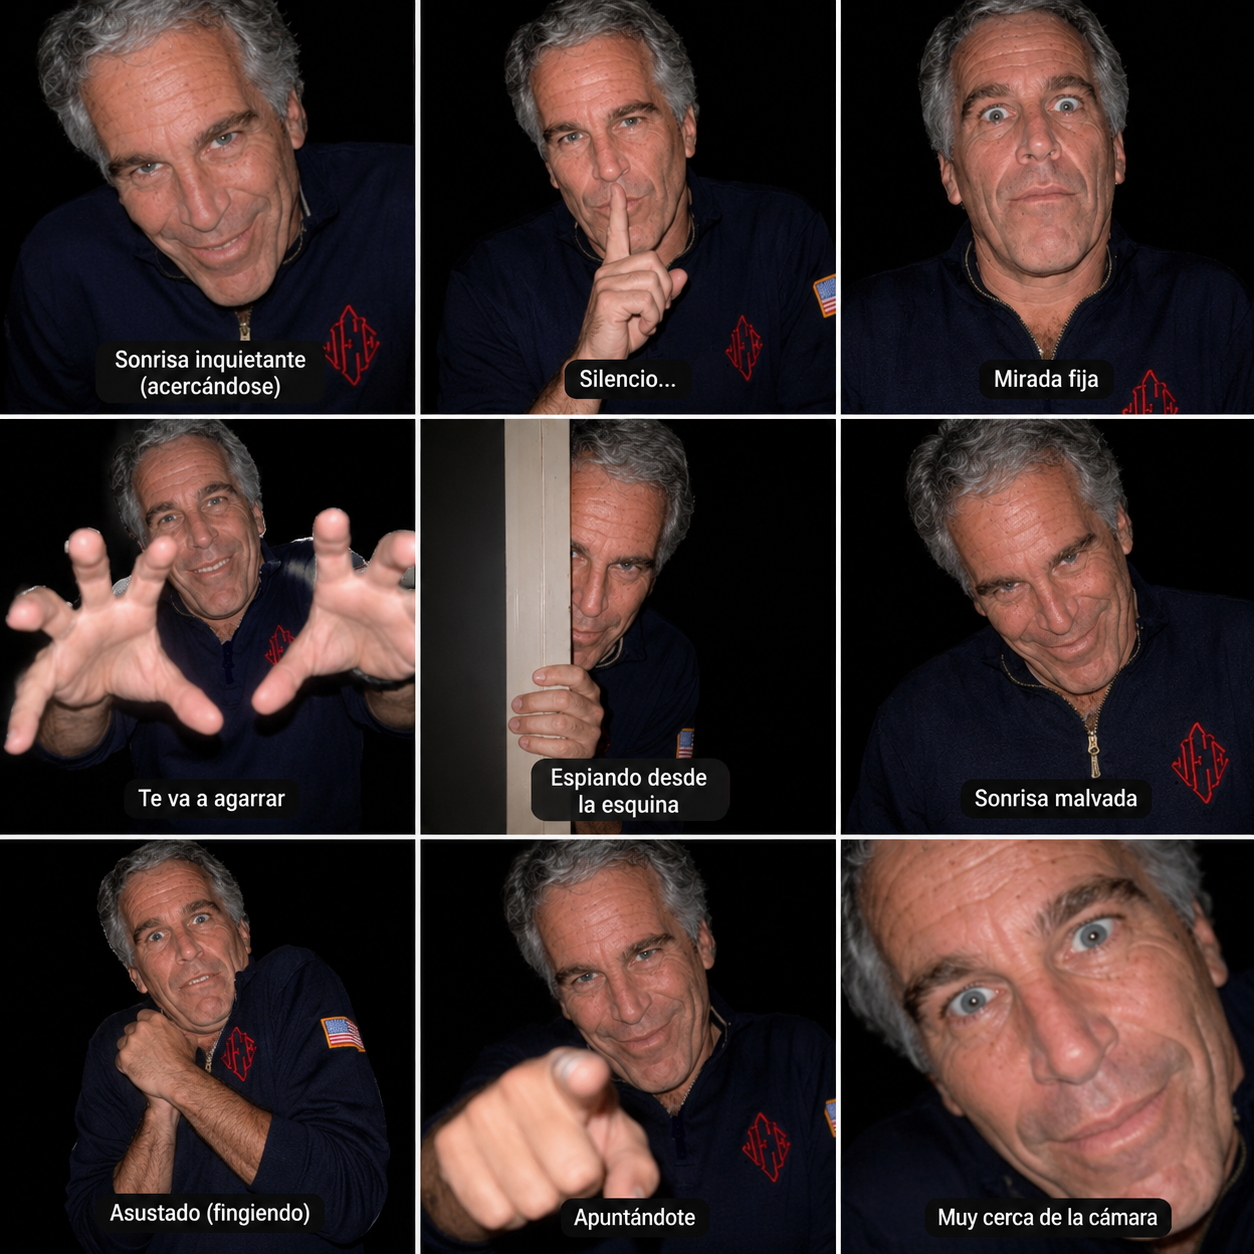 Sonrisa inquietante
(acercándose)
Silencio...
Mirada fija
Te va a agarrar
Espiando desde
la esquina
Sonrisa malvada
Asustado (fingiendo)
Apuntándote
Muy cerca de la cámara